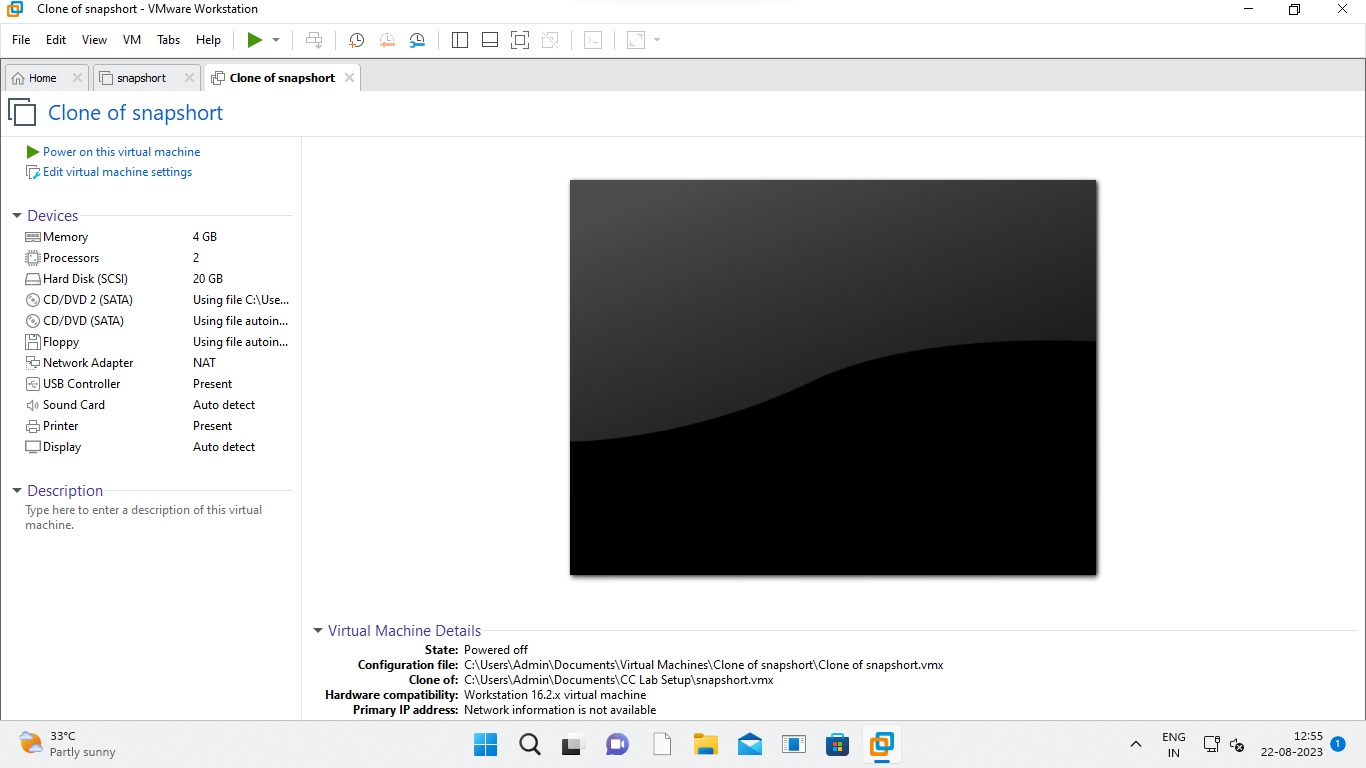 Clone of snapshort - VMware Workstation
File Edit View VM Tabs Help
Home snapshort Clone of snapshort
Clone of snapshort
Power on this virtual machine
Edit virtual machine settings
Devices
Memory 4 GB
Processors 2
Hard Disk (SCSI) 20 GB
CD/DVD 2 (SATA) Using file C:\Use...
CD/DVD (SATA) Using file autoin...
Floppy Using file autoin...
Network Adapter NAT
USB Controller Present
Sound Card Auto detect
Printer Present
Display Auto detect
Description
Type here to enter a description of this virtual
machine.
Virtual Machine Details
State: Powered off
Configuration file: C:\Users\Admin\Documents\Virtual Machines\Clone of snapshort\Clone of snapshort.vmx
Clone of: C:\Users\Admin\Documents\CC Lab Setup\snapshort.vmx
Hardware compatibility: Workstation 16.2.x virtual machine
Primary IP address: Network information is not available
33°C
Partly sunny
ENG
IN
12:55
22-08-2023
1